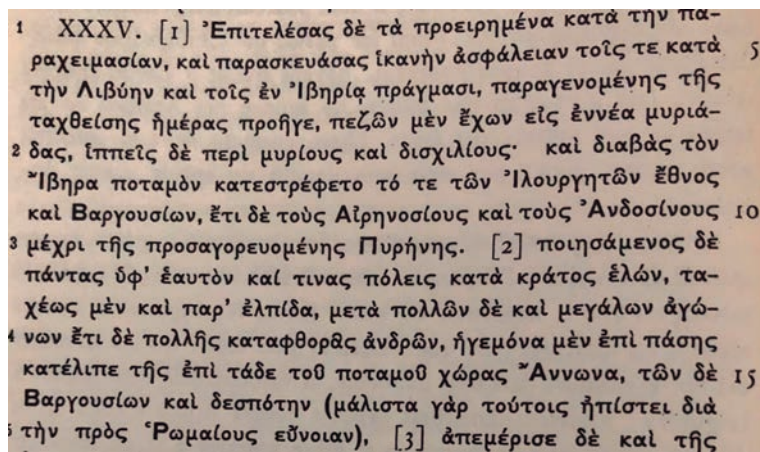 1 XXXV. [1] Ἐπιτελέσας δὲ τὰ προειρημένα κατὰ τὴν πα-
ραχειμασίαν, καὶ παρασκευάσας ἱκανὴν ἀσφάλειαν τοῖς τε κατὰ 5
τὴν Λιβύην καὶ τοῖς ἐν Ἰβηρίᾳ πράγμασι, παραγενομένης τῆς
ταχθείσης ἡμέρας προῆγε, πεζῶν μὲν ἔχων εἰς ἐννέα μυριά-
2 δας, ἱππεῖς δὲ περὶ μυρίους καὶ δισχιλίους· καὶ διαβὰς τὸν
Ἴβηρα ποταμὸν κατεστρέφετο τό τε τῶν Ἰλουργητῶν ἔθνος
καὶ Βαργουσίων, ἔτι δὲ τοὺς Αἰρηνοσίους καὶ τοὺς Ἀνδοσίνους 10
3 μέχρι τῆς προσαγορευομένης Πυρήνης. [2] ποιησάμενος δὲ
πάντας ὑφ' ἑαυτὸν καί τινας πόλεις κατὰ κράτος ἑλών, τα-
χέως μὲν καὶ παρ' ἐλπίδα, μετὰ πολλῶν δὲ καὶ μεγάλων ἀγώ-
4 νων ἔτι δὲ πολλῆς καταφθορᾶς ἀνδρῶν, ἡγεμόνα μὲν ἐπὶ πάσης
κατέλιπε τῆς ἐπὶ τάδε τοῦ ποταμοῦ χώρας Ἄννωνα, τῶν δὲ 15
Βαργουσίων καὶ δεσπότην (μάλιστα γὰρ τούτοις ἠπίστει διὰ
5 τὴν πρὸς Ῥωμαίους εὔνοιαν), [3] ἀπεμέρισε δὲ καὶ τῆς